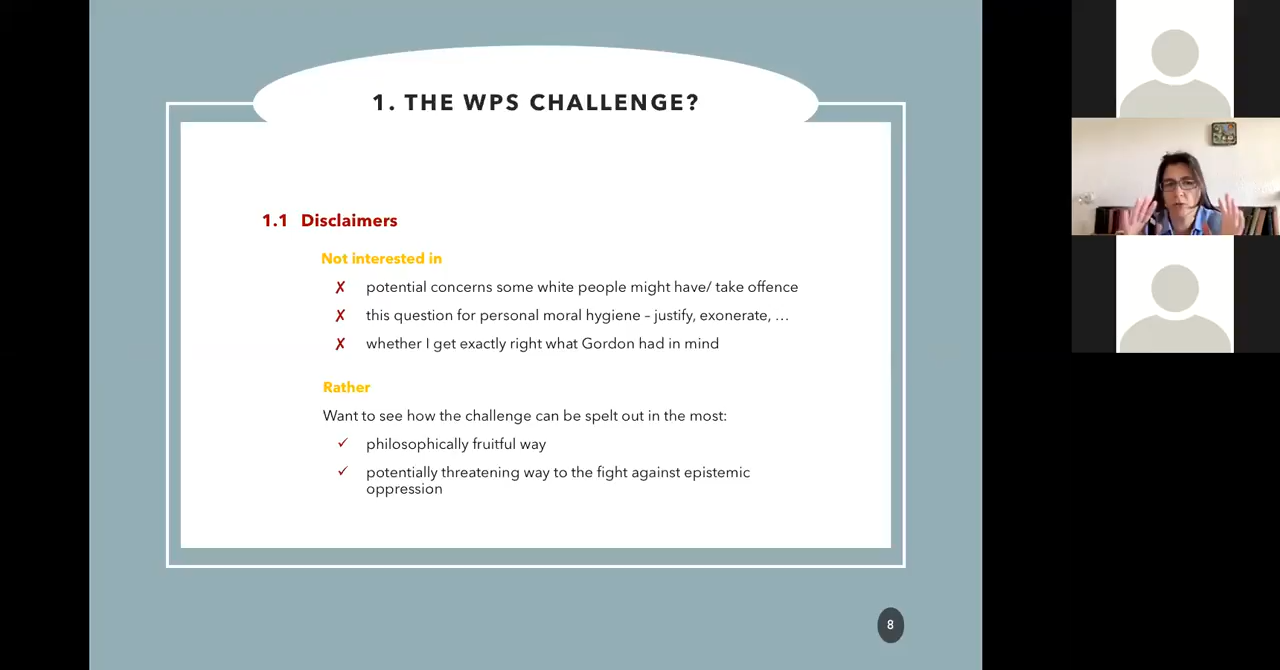 1. THE WPS CHALLENGE?
1.1 Disclaimers
Not interested in
✗ potential concerns some white people might have/ take offence
✗ this question for personal moral hygiene – justify, exonerate, …
✗ whether I get exactly right what Gordon had in mind
Rather
Want to see how the challenge can be spelt out in the most:
✓ philosophically fruitful way
✓ potentially threatening way to the fight against epistemic
oppression
8